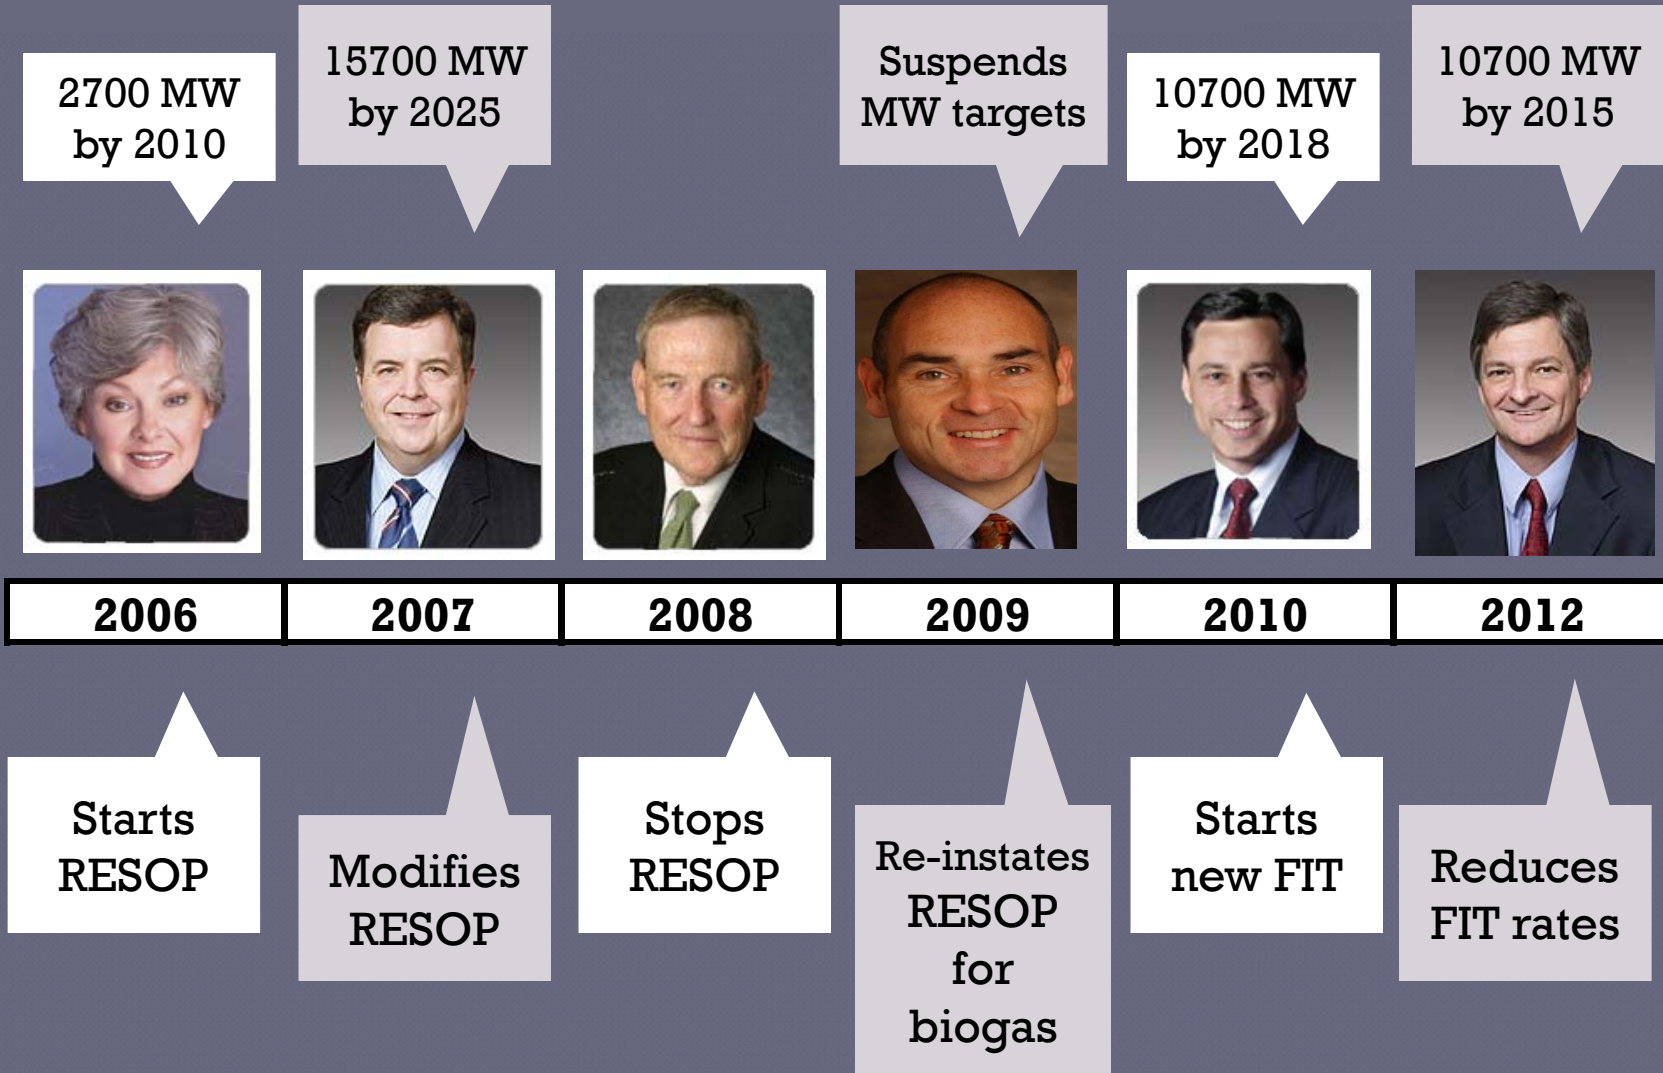 2700 MW
by 2010
15700 MW
by 2025
Suspends
MW targets
10700 MW
by 2018
10700 MW
by 2015
2006
2007
2008
2009
2010
2012
Starts
RESOP
Modifies
RESOP
Stops
RESOP
Re-instates
RESOP
for
biogas
Starts
new FIT
Reduces
FIT rates